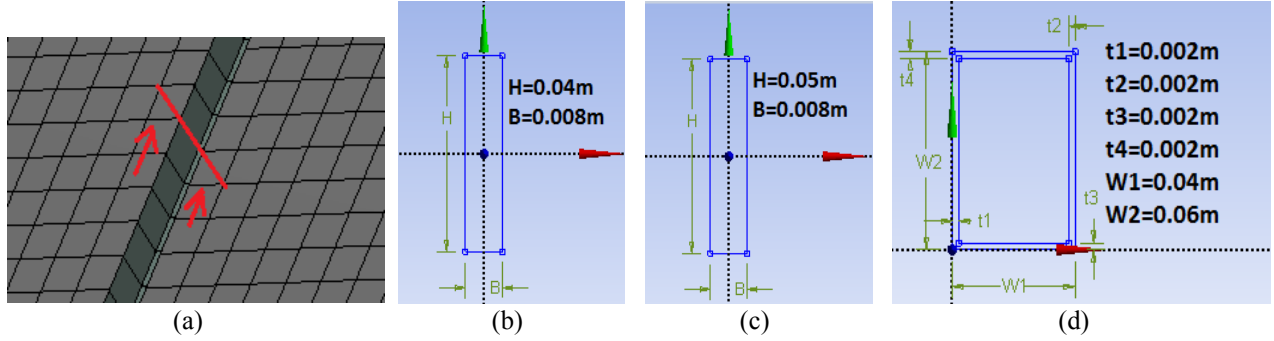 H
H=0.04m
B=0.008m
B
H
H=0.05m
B=0.008m
B
t2
t4
W2
t1
t3
W1
t1=0.002m
t2=0.002m
t3=0.002m
t4=0.002m
W1=0.04m
W2=0.06m
(a)
(b)
(c)
(d)